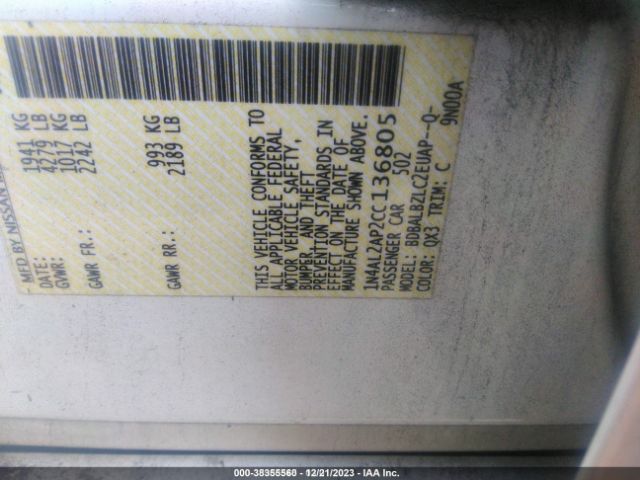 MFD BY NISSAN
DATE:
GVWR: 1941 KG
4279 LB
GAWR FR: 1017 KG
2242 LB
GAWR RR: 993 KG
2189 LB
THIS VEHICLE CONFORMS TO
ALL APPLICABLE FEDERAL
MOTOR VEHICLE SAFETY,
BUMPER, AND THEFT
PREVENTION STANDARDS IN
EFFECT ON THE DATE OF
MANUFACTURE SHOWN ABOVE.
1N4AL2AP2CC136805
PASSENGER CAR 502
MODEL: BDBALBZLC2EUAP---Q-
COLOR: QX3 TRIM: C 9N00A
000-38355560 - 12/21/2023 - IAA Inc.